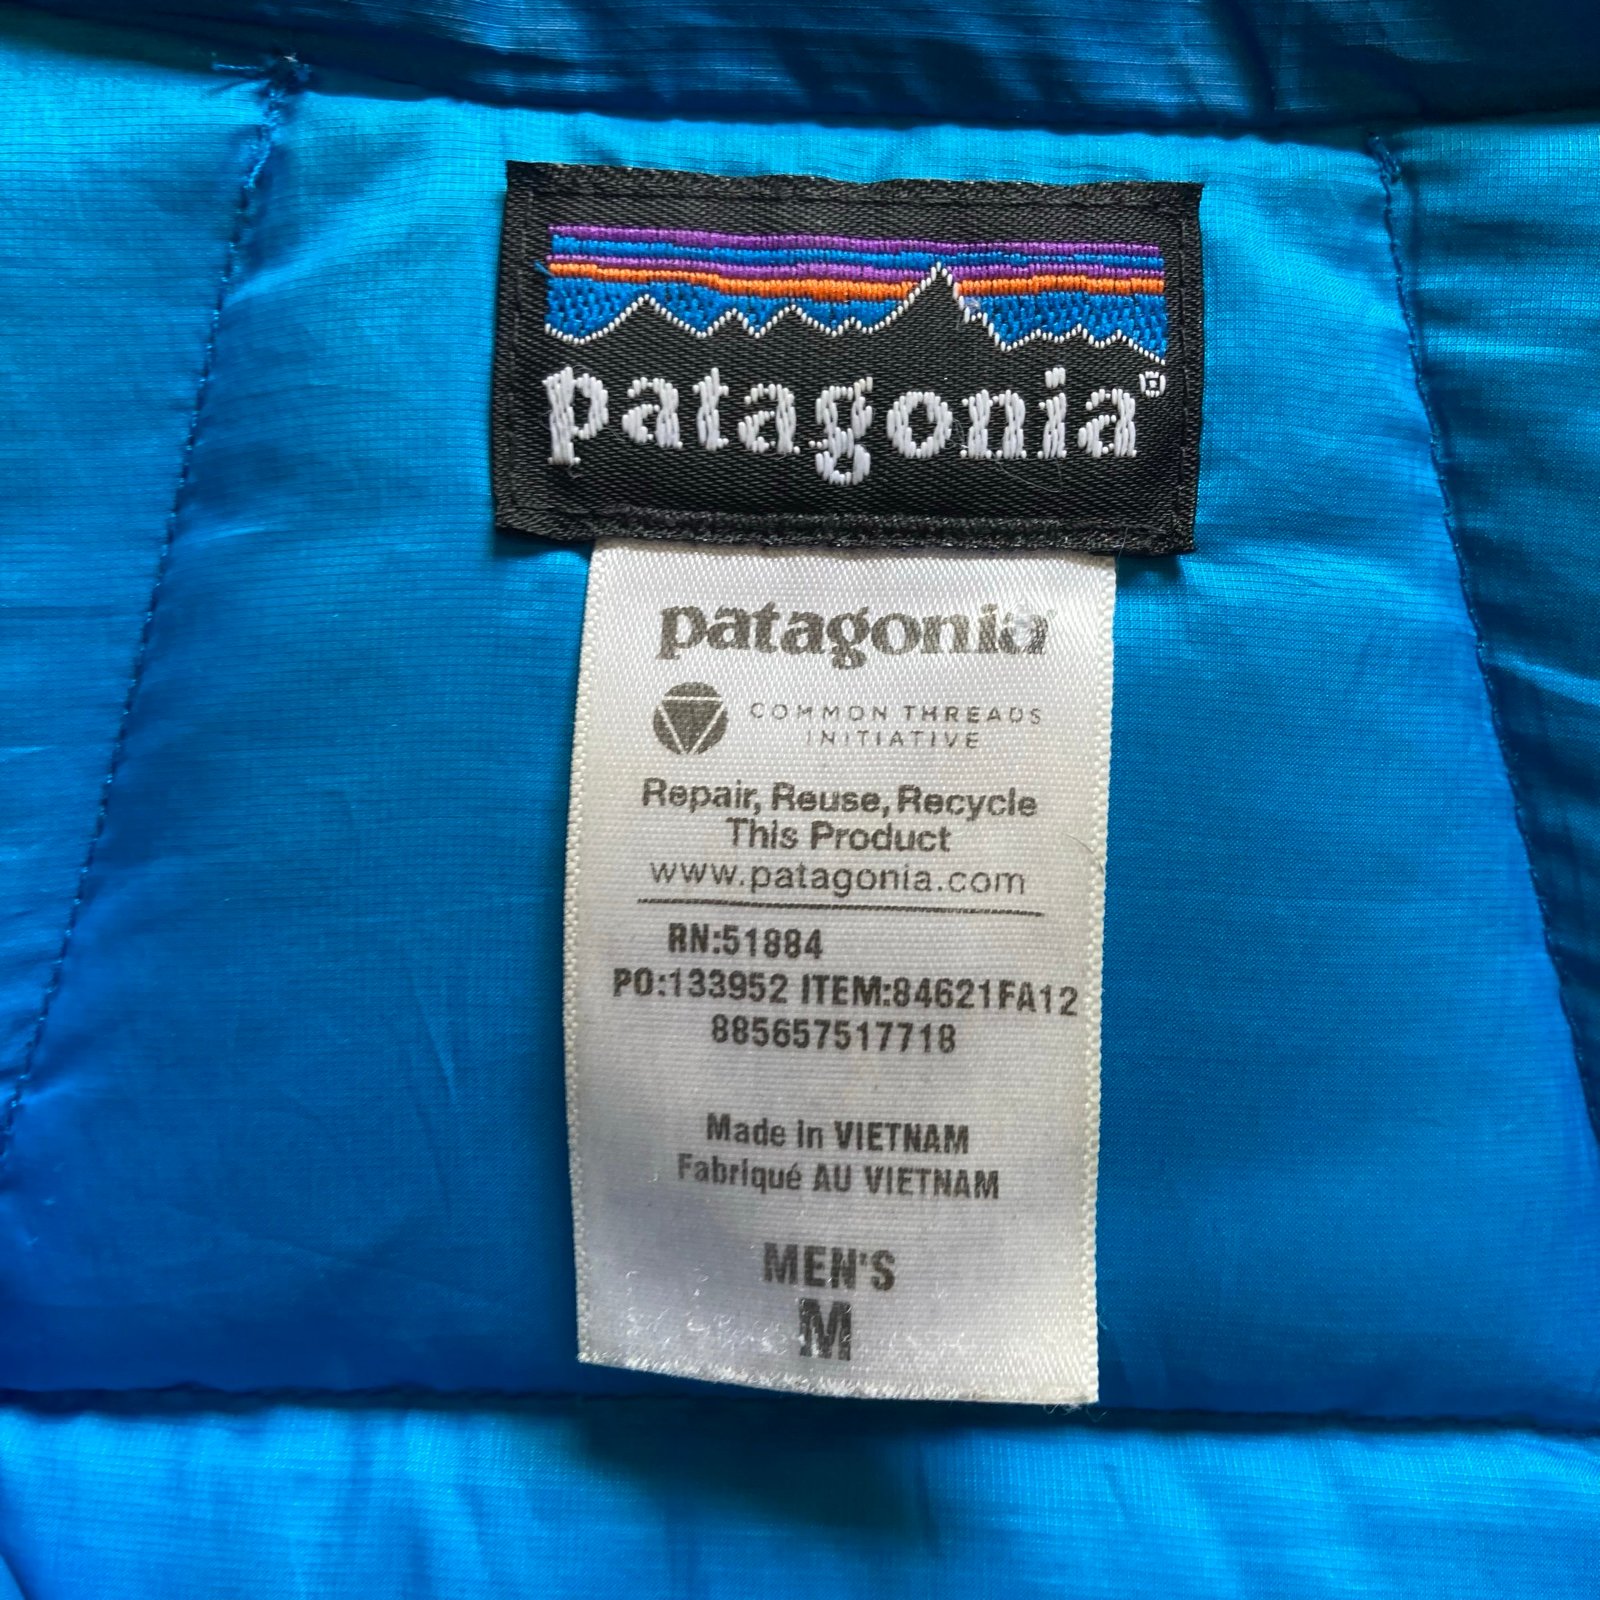 patagonia®
patagonia
COMMON THREADS
INITIATIVE
Repair, Reuse, Recycle
This Product
www.patagonia.com
RN:51884
PO:133952 ITEM:84621FA12
885657517718
Made in VIETNAM
Fabriqué AU VIETNAM
MEN'S
M